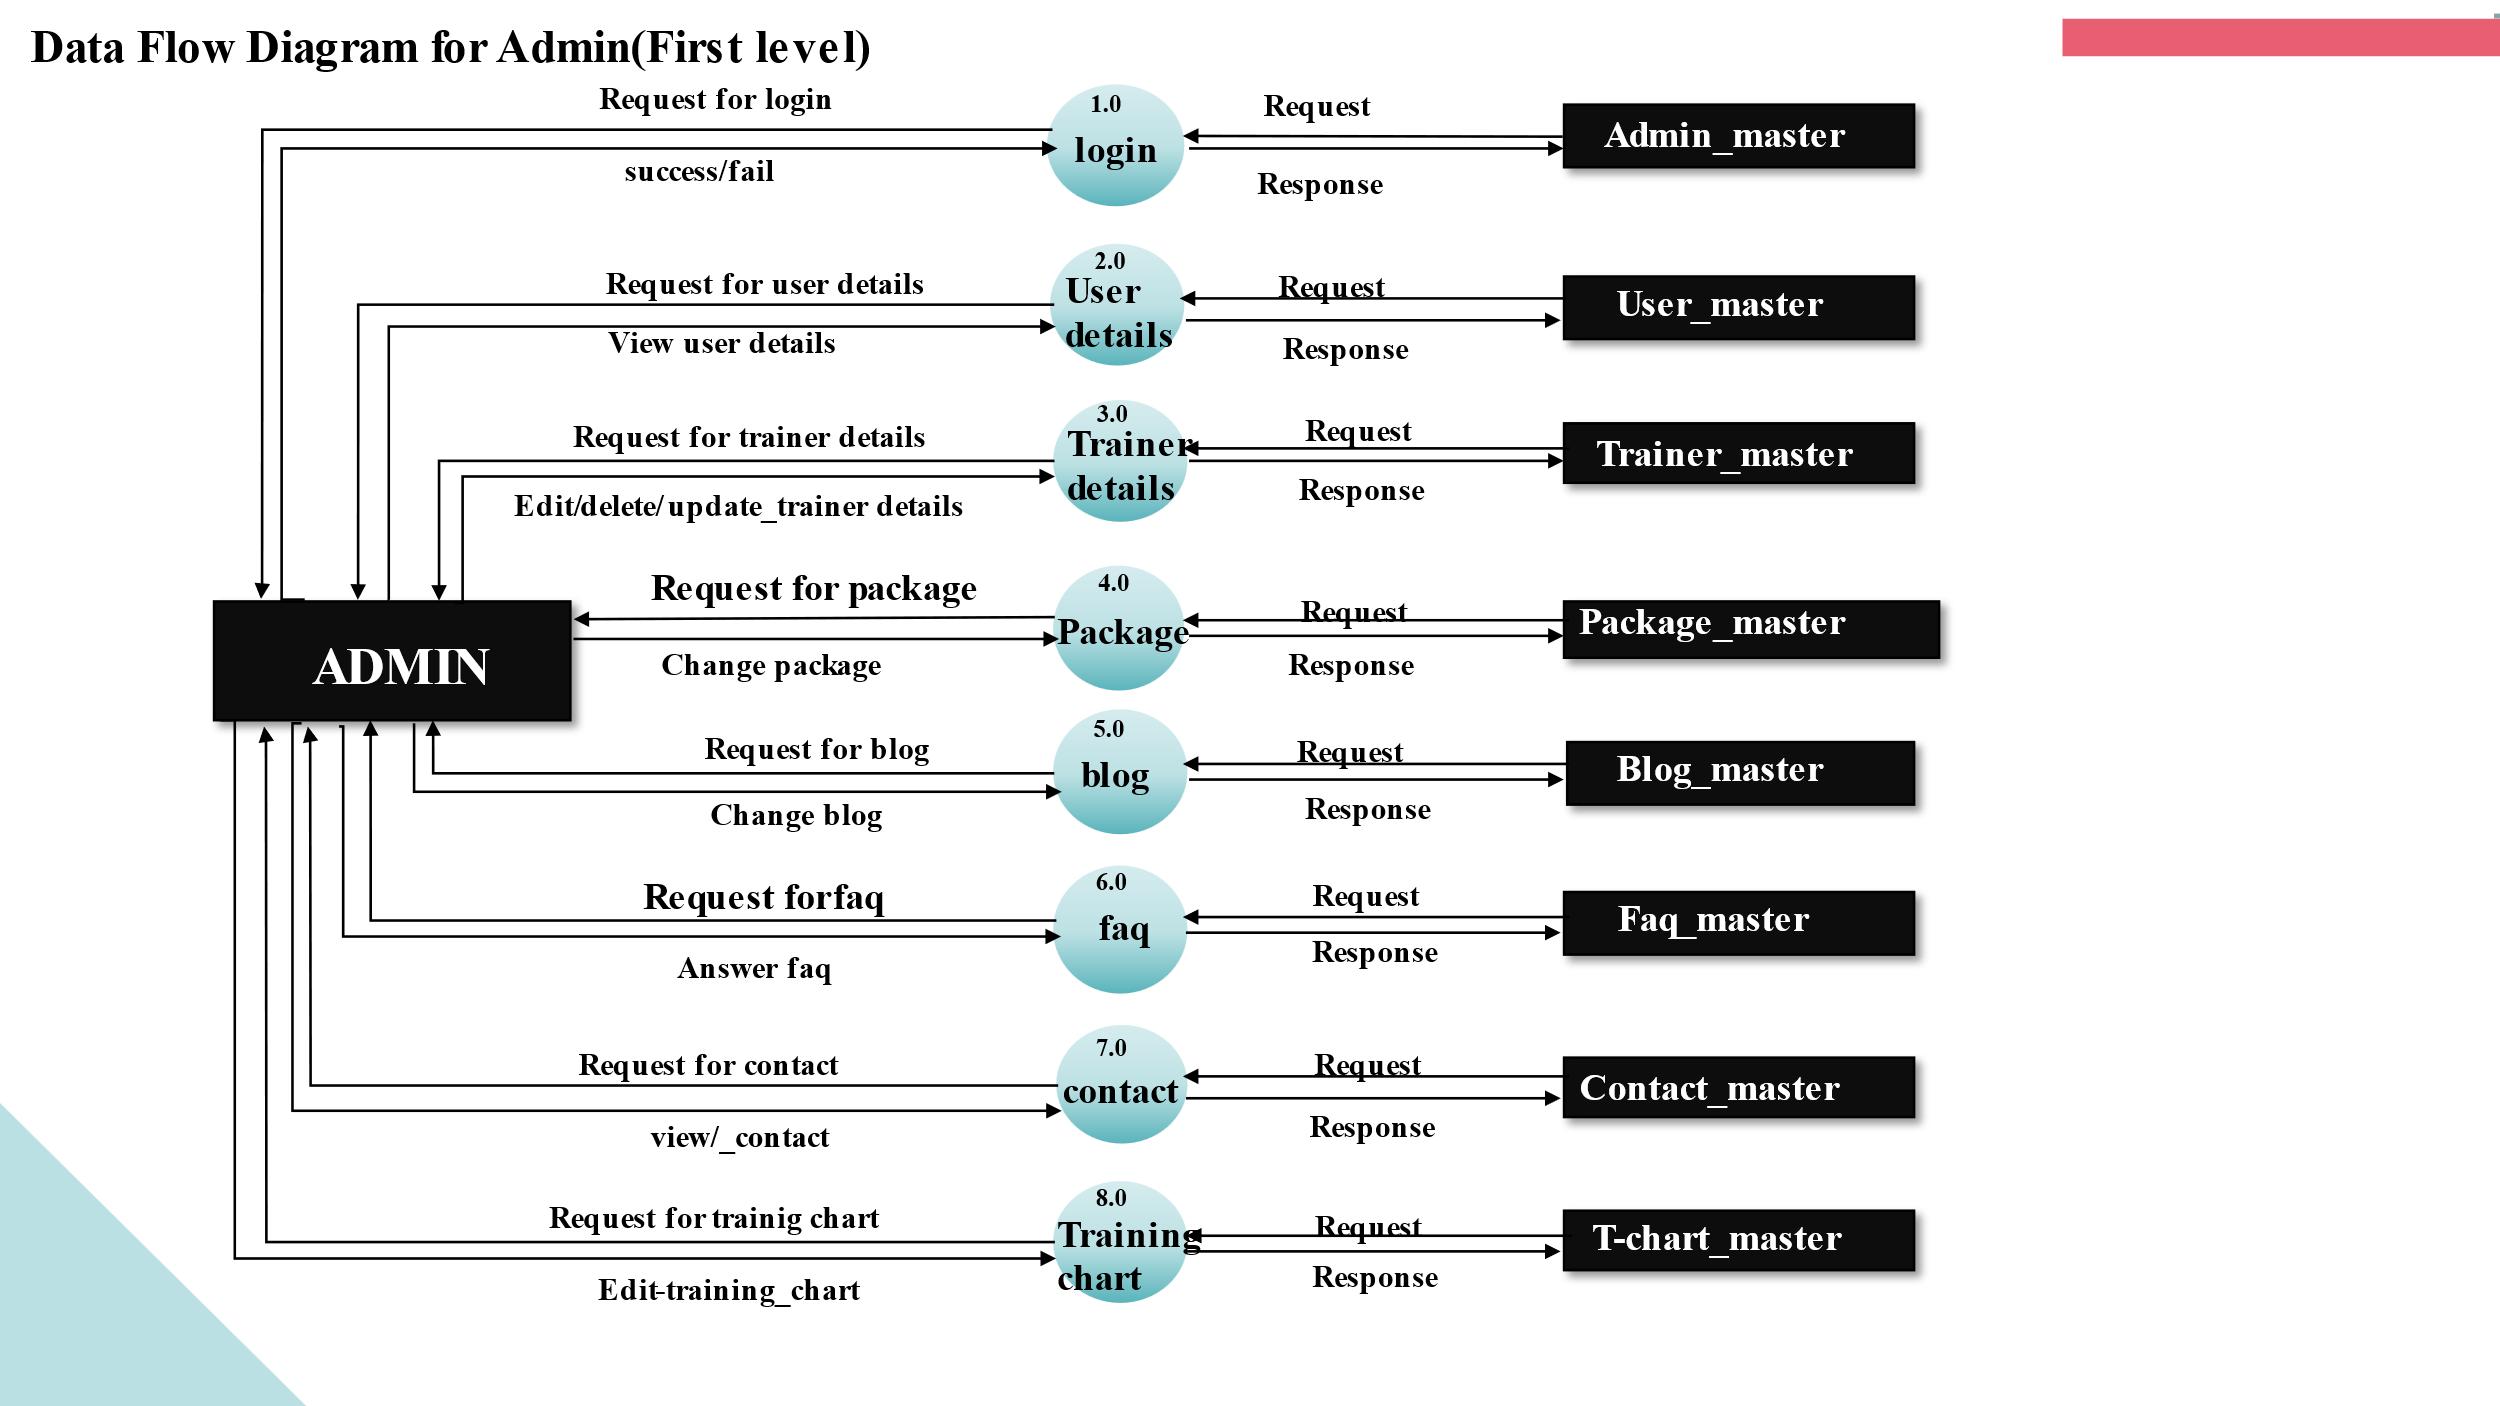 Data Flow Diagram for Admin(First level)
Request for login
1.0
Request
Admin_master
login
success/fail
Response
Request for user details
2.0
User
details
Request
User_master
View user details
Response
Request for trainer details
3.0
Trainer
details
Request
Trainer_master
Edit/delete/update_trainer details
Response
Request for package
4.0
Package
Request
Package_master
ADMIN
Change package
Response
Request for blog
5.0
blog
Request
Blog_master
Change blog
Response
Request forfaq
6.0
faq
Request
Faq_master
Answer faq
Response
Request for contact
7.0
contact
Request
Contact_master
view/_contact
Response
Request for trainig chart
8.0
Training
chart
Request
T-chart_master
Edit-training_chart
Response